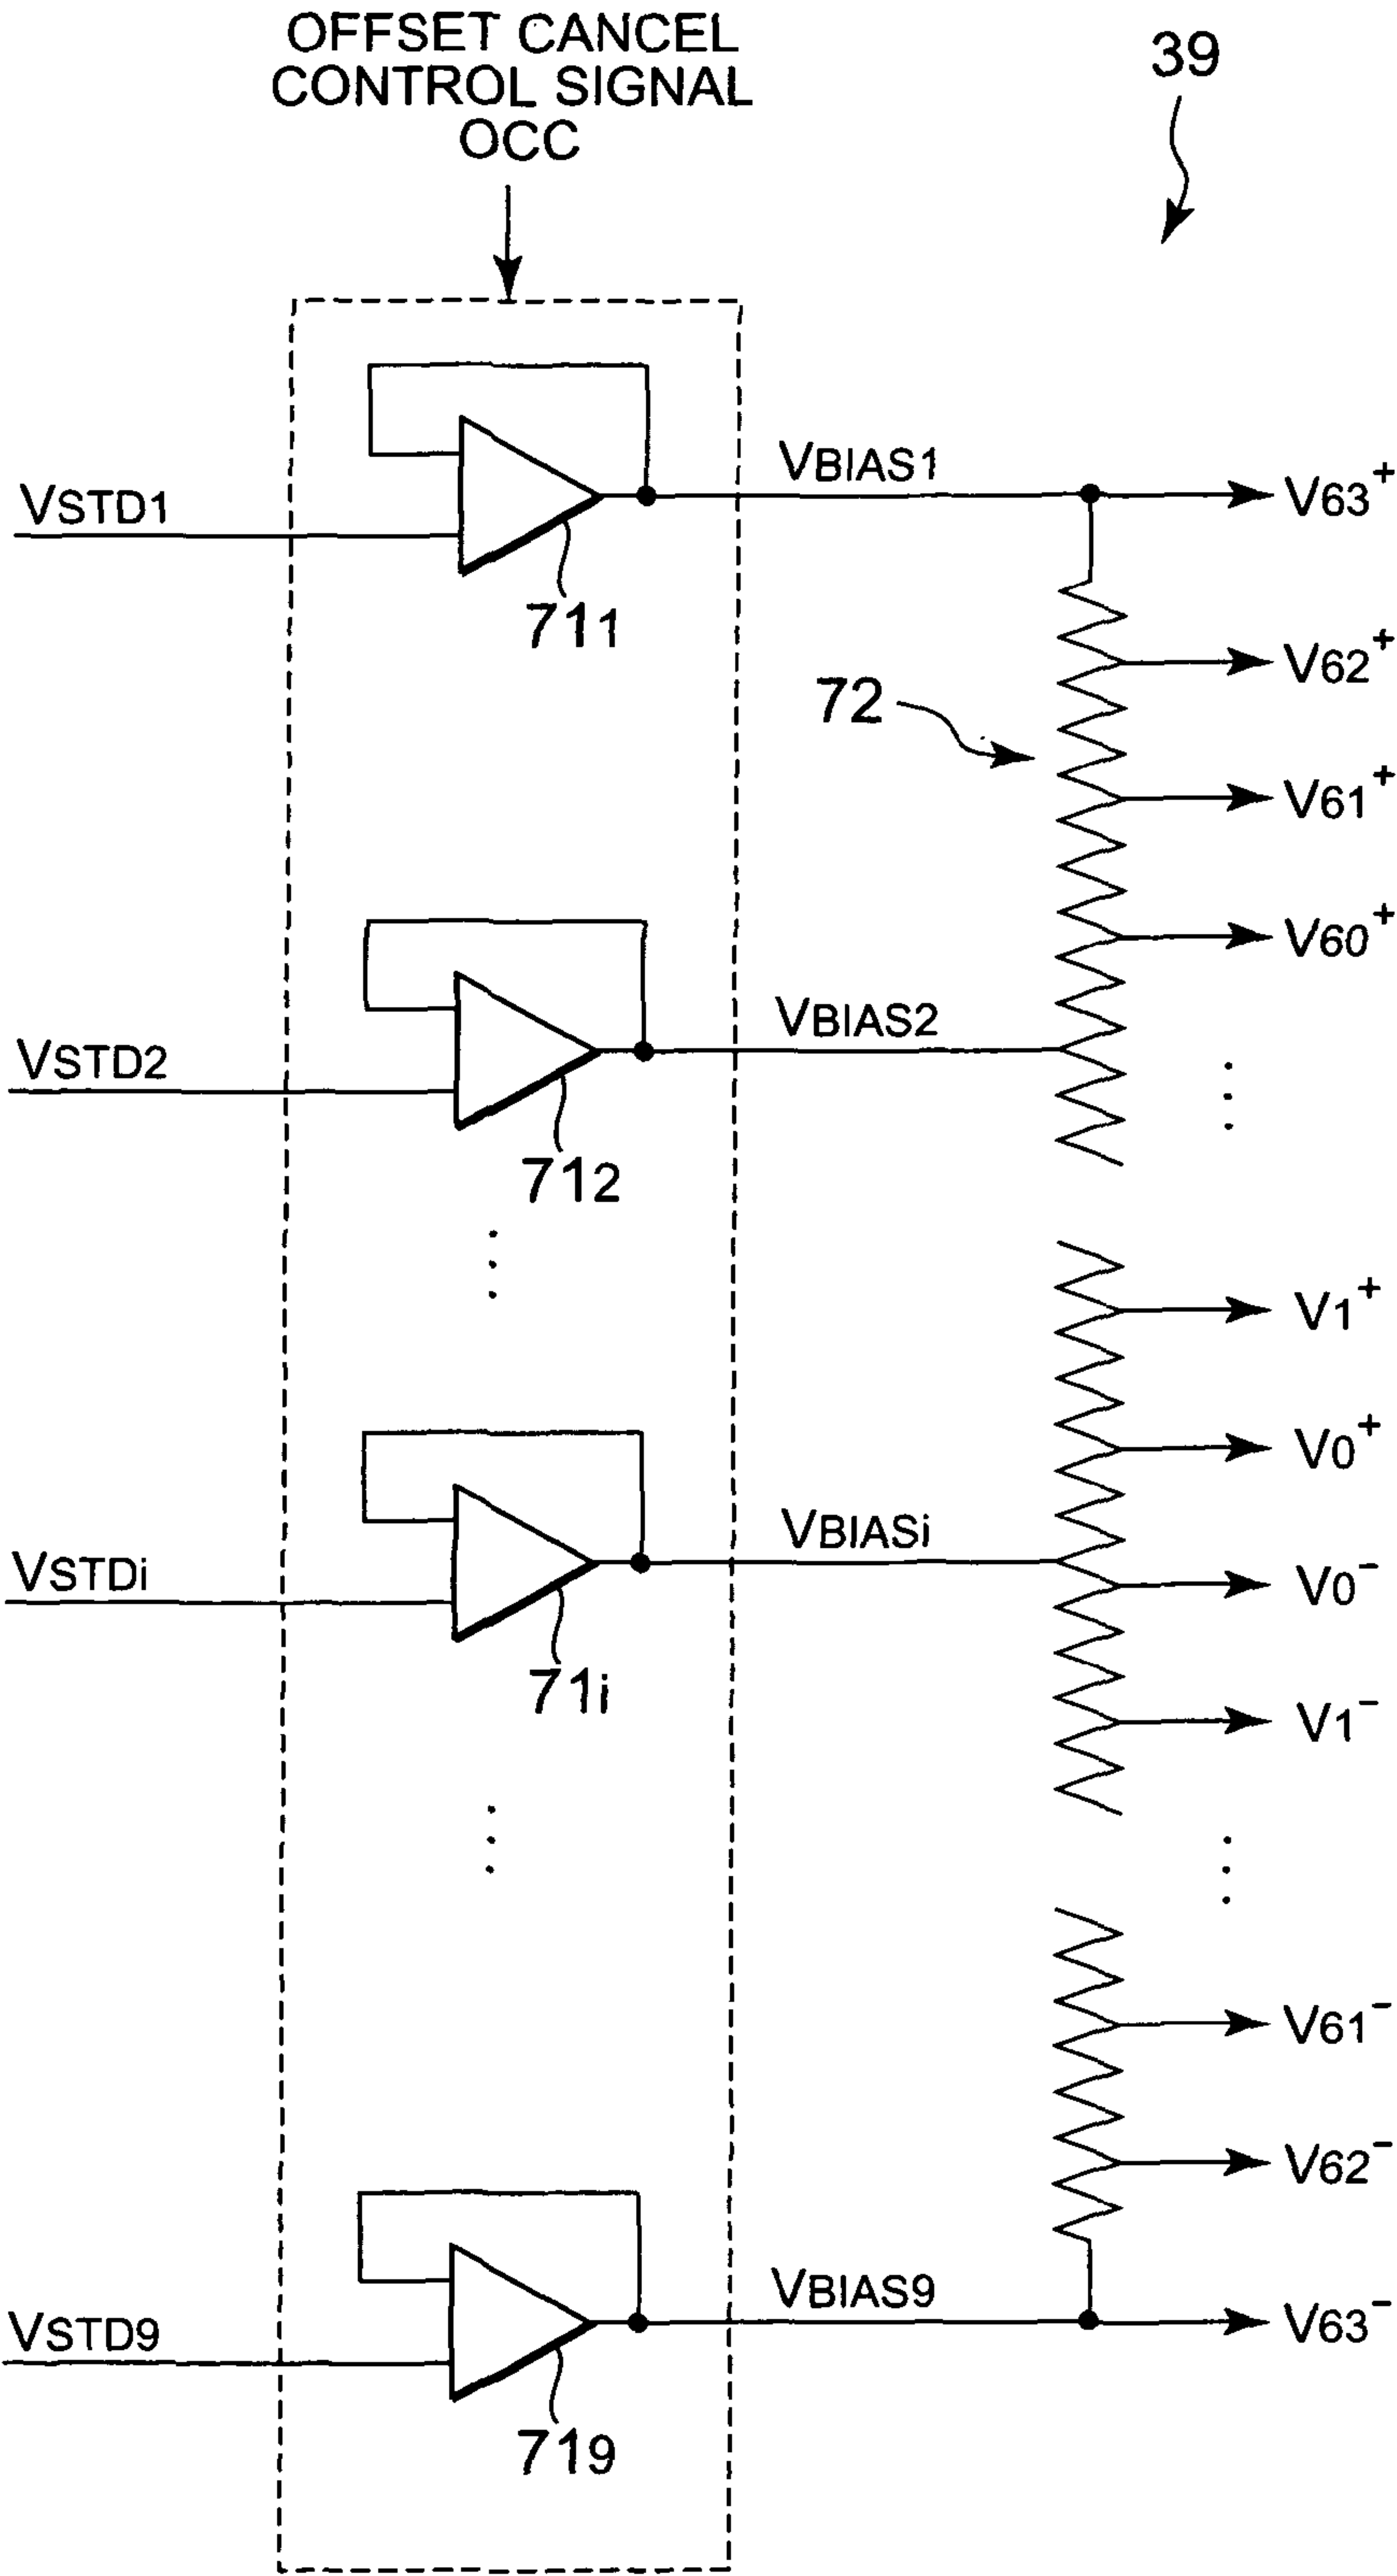 OFFSET CANCEL
CONTROL SIGNAL
OCC
39
VSTD1
711
VBIAS1
V63+
V62+
72
V61+
V60+
VSTD2
712
VBIAS2
V1+
V0+
VSTDi
71i
VBIASi
V0-
V1-
V61-
V62-
VSTD9
719
VBIAS9
V63-